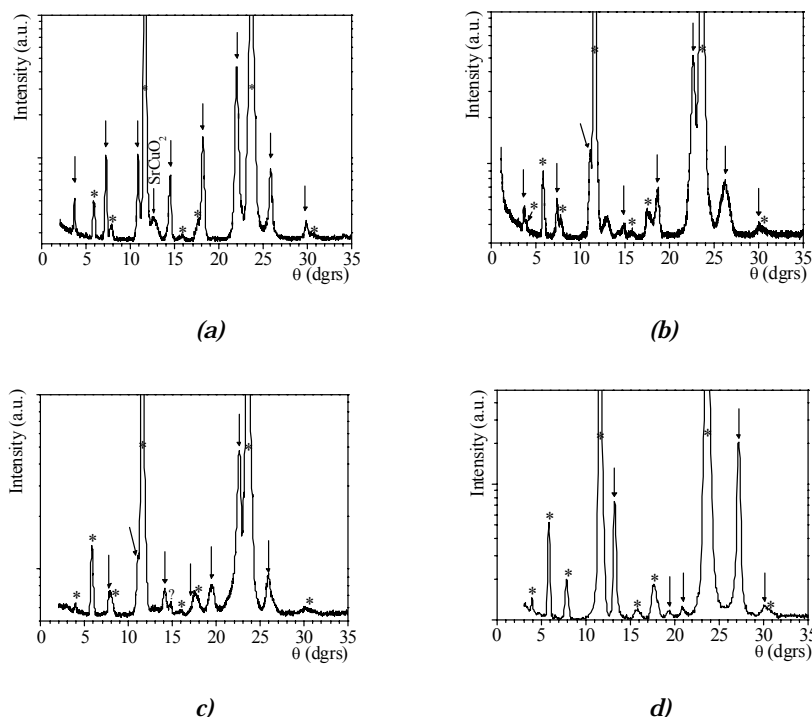 Intensity (a.u.)
SrCuO2
* * * * * * *
0 5 10 15 20 25 30 35
θ (dgrs)
(a)
Intensity (a.u.)
* * * * * * * *
0 5 10 15 20 25 30 35
θ (dgrs)
(b)
Intensity (a.u.)
* * * * ? * * * *
0 5 10 15 20 25 30 35
θ (dgrs)
c)
Intensity (a.u.)
* * * * * * * *
0 5 10 15 20 25 30 35
θ (dgrs)
d)